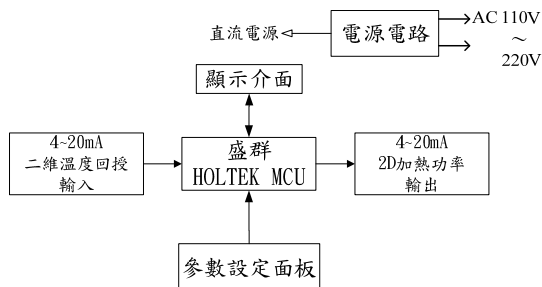 直流電源
電源電路
AC 110V
～
220V
顯示介面
4~20mA
二維溫度回授
輸入
盛群
HOLTEK MCU
4~20mA
2D加熱功率
輸出
參數設定面板